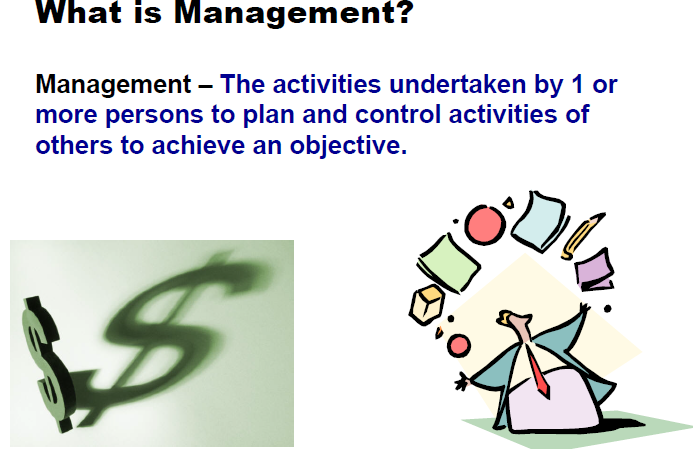 What is Management?
Management – The activities undertaken by 1 or
more persons to plan and control activities of
others to achieve an objective.